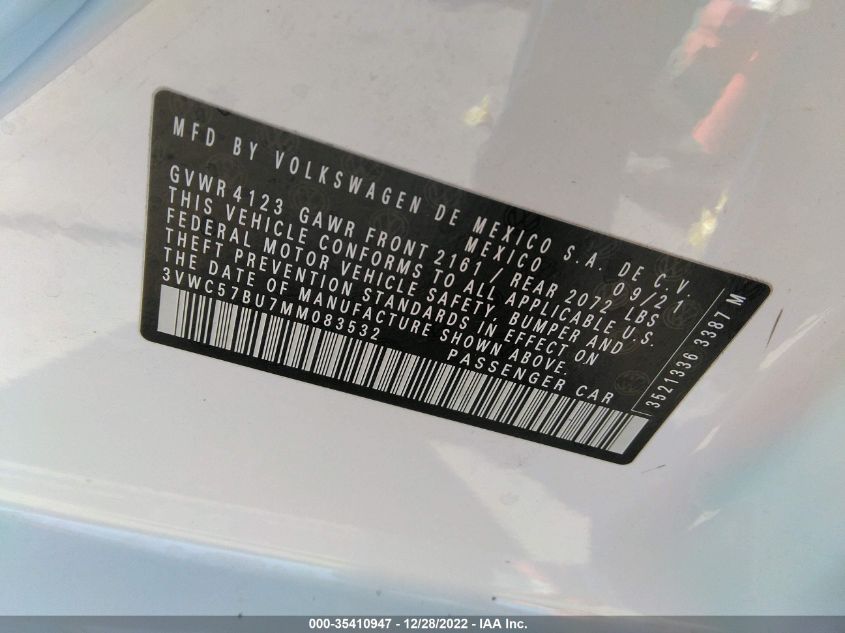 MFD BY VOLKSWAGEN DE MEXICO S.A. DE C.V.
MEXICO 09/21
GVWR 4123 GAWR FRONT 2161 / REAR 2072 LBS
THIS VEHICLE CONFORMS TO ALL APPLICABLE U.S.
FEDERAL MOTOR VEHICLE SAFETY, BUMPER AND
THEFT PREVENTION STANDARDS IN EFFECT ON
THE DATE OF MANUFACTURE SHOWN ABOVE.
3VWC57BU7MM083532 PASSENGER CAR
3521336 3387 M
000-35410947 - 12/28/2022 - IAA Inc.